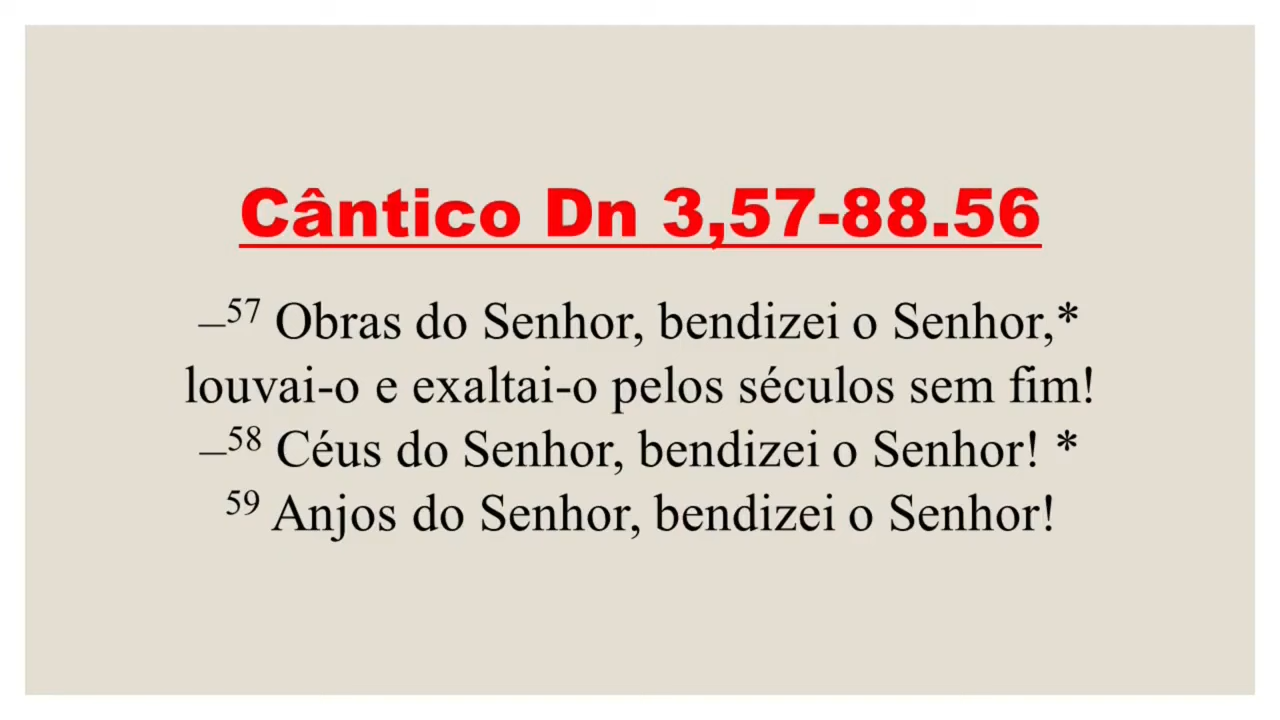 Cântico Dn 3,57-88.56
–57 Obras do Senhor, bendizei o Senhor,*
louvai-o e exaltai-o pelos séculos sem fim!
–58 Céus do Senhor, bendizei o Senhor! *
59 Anjos do Senhor, bendizei o Senhor!